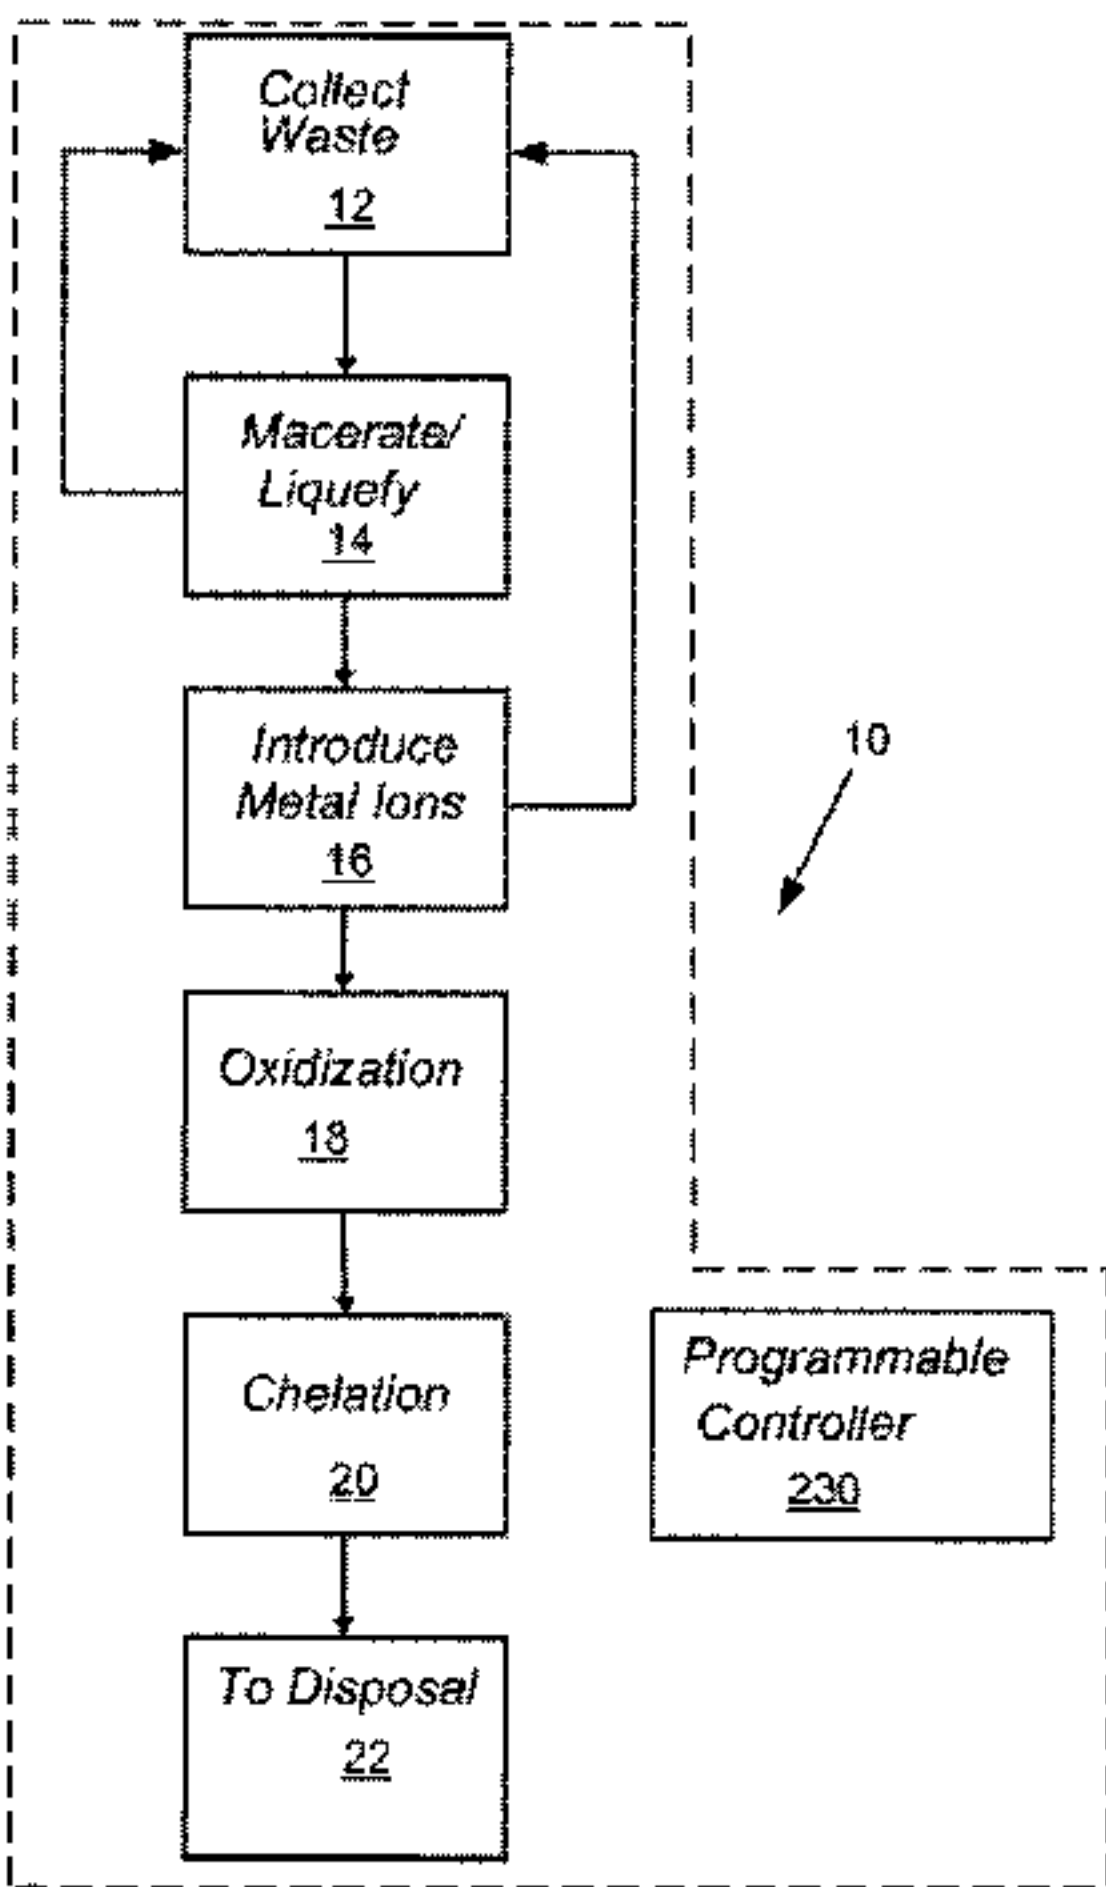 Collect
Waste
12
Macerate/
Liquefy
14
Introduce
Metal Ions
16
10
Oxidization
18
Chelation
20
Programmable
Controller
230
To Disposal
22